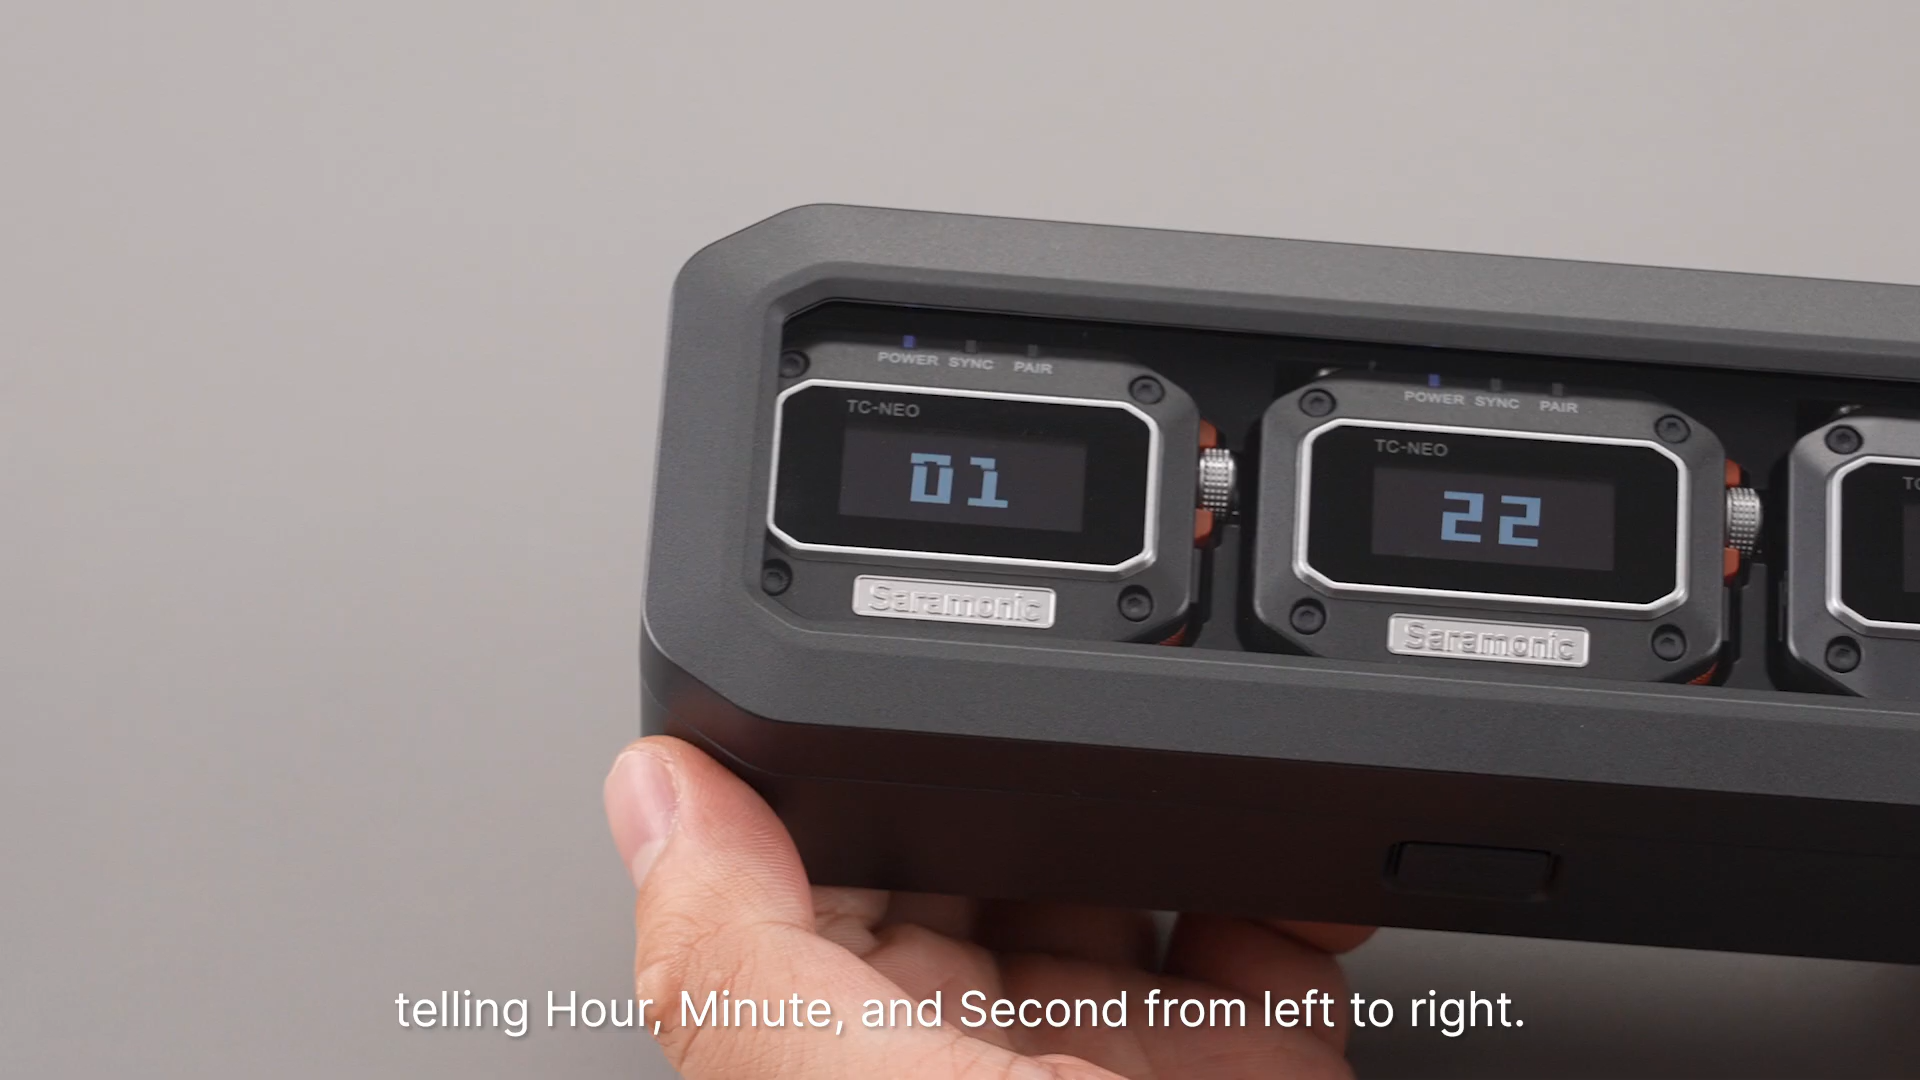 POWER SYNC PAIR
TC-NEO
01
Saramonic
POWER SYNC PAIR
TC-NEO
22
Saramonic
telling Hour, Minute, and Second from left to right.